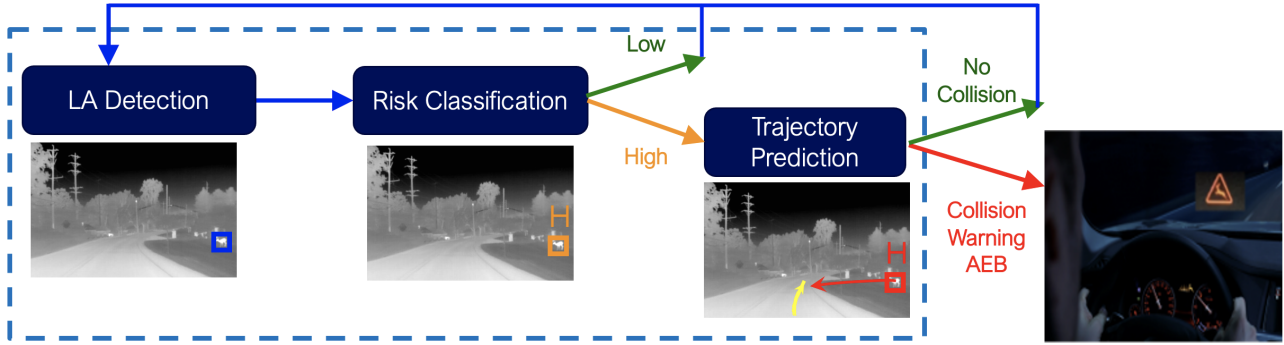 LA Detection
Risk Classification
Low
High
H
Trajectory
Prediction
H
No
Collision
Collision
Warning
AEB